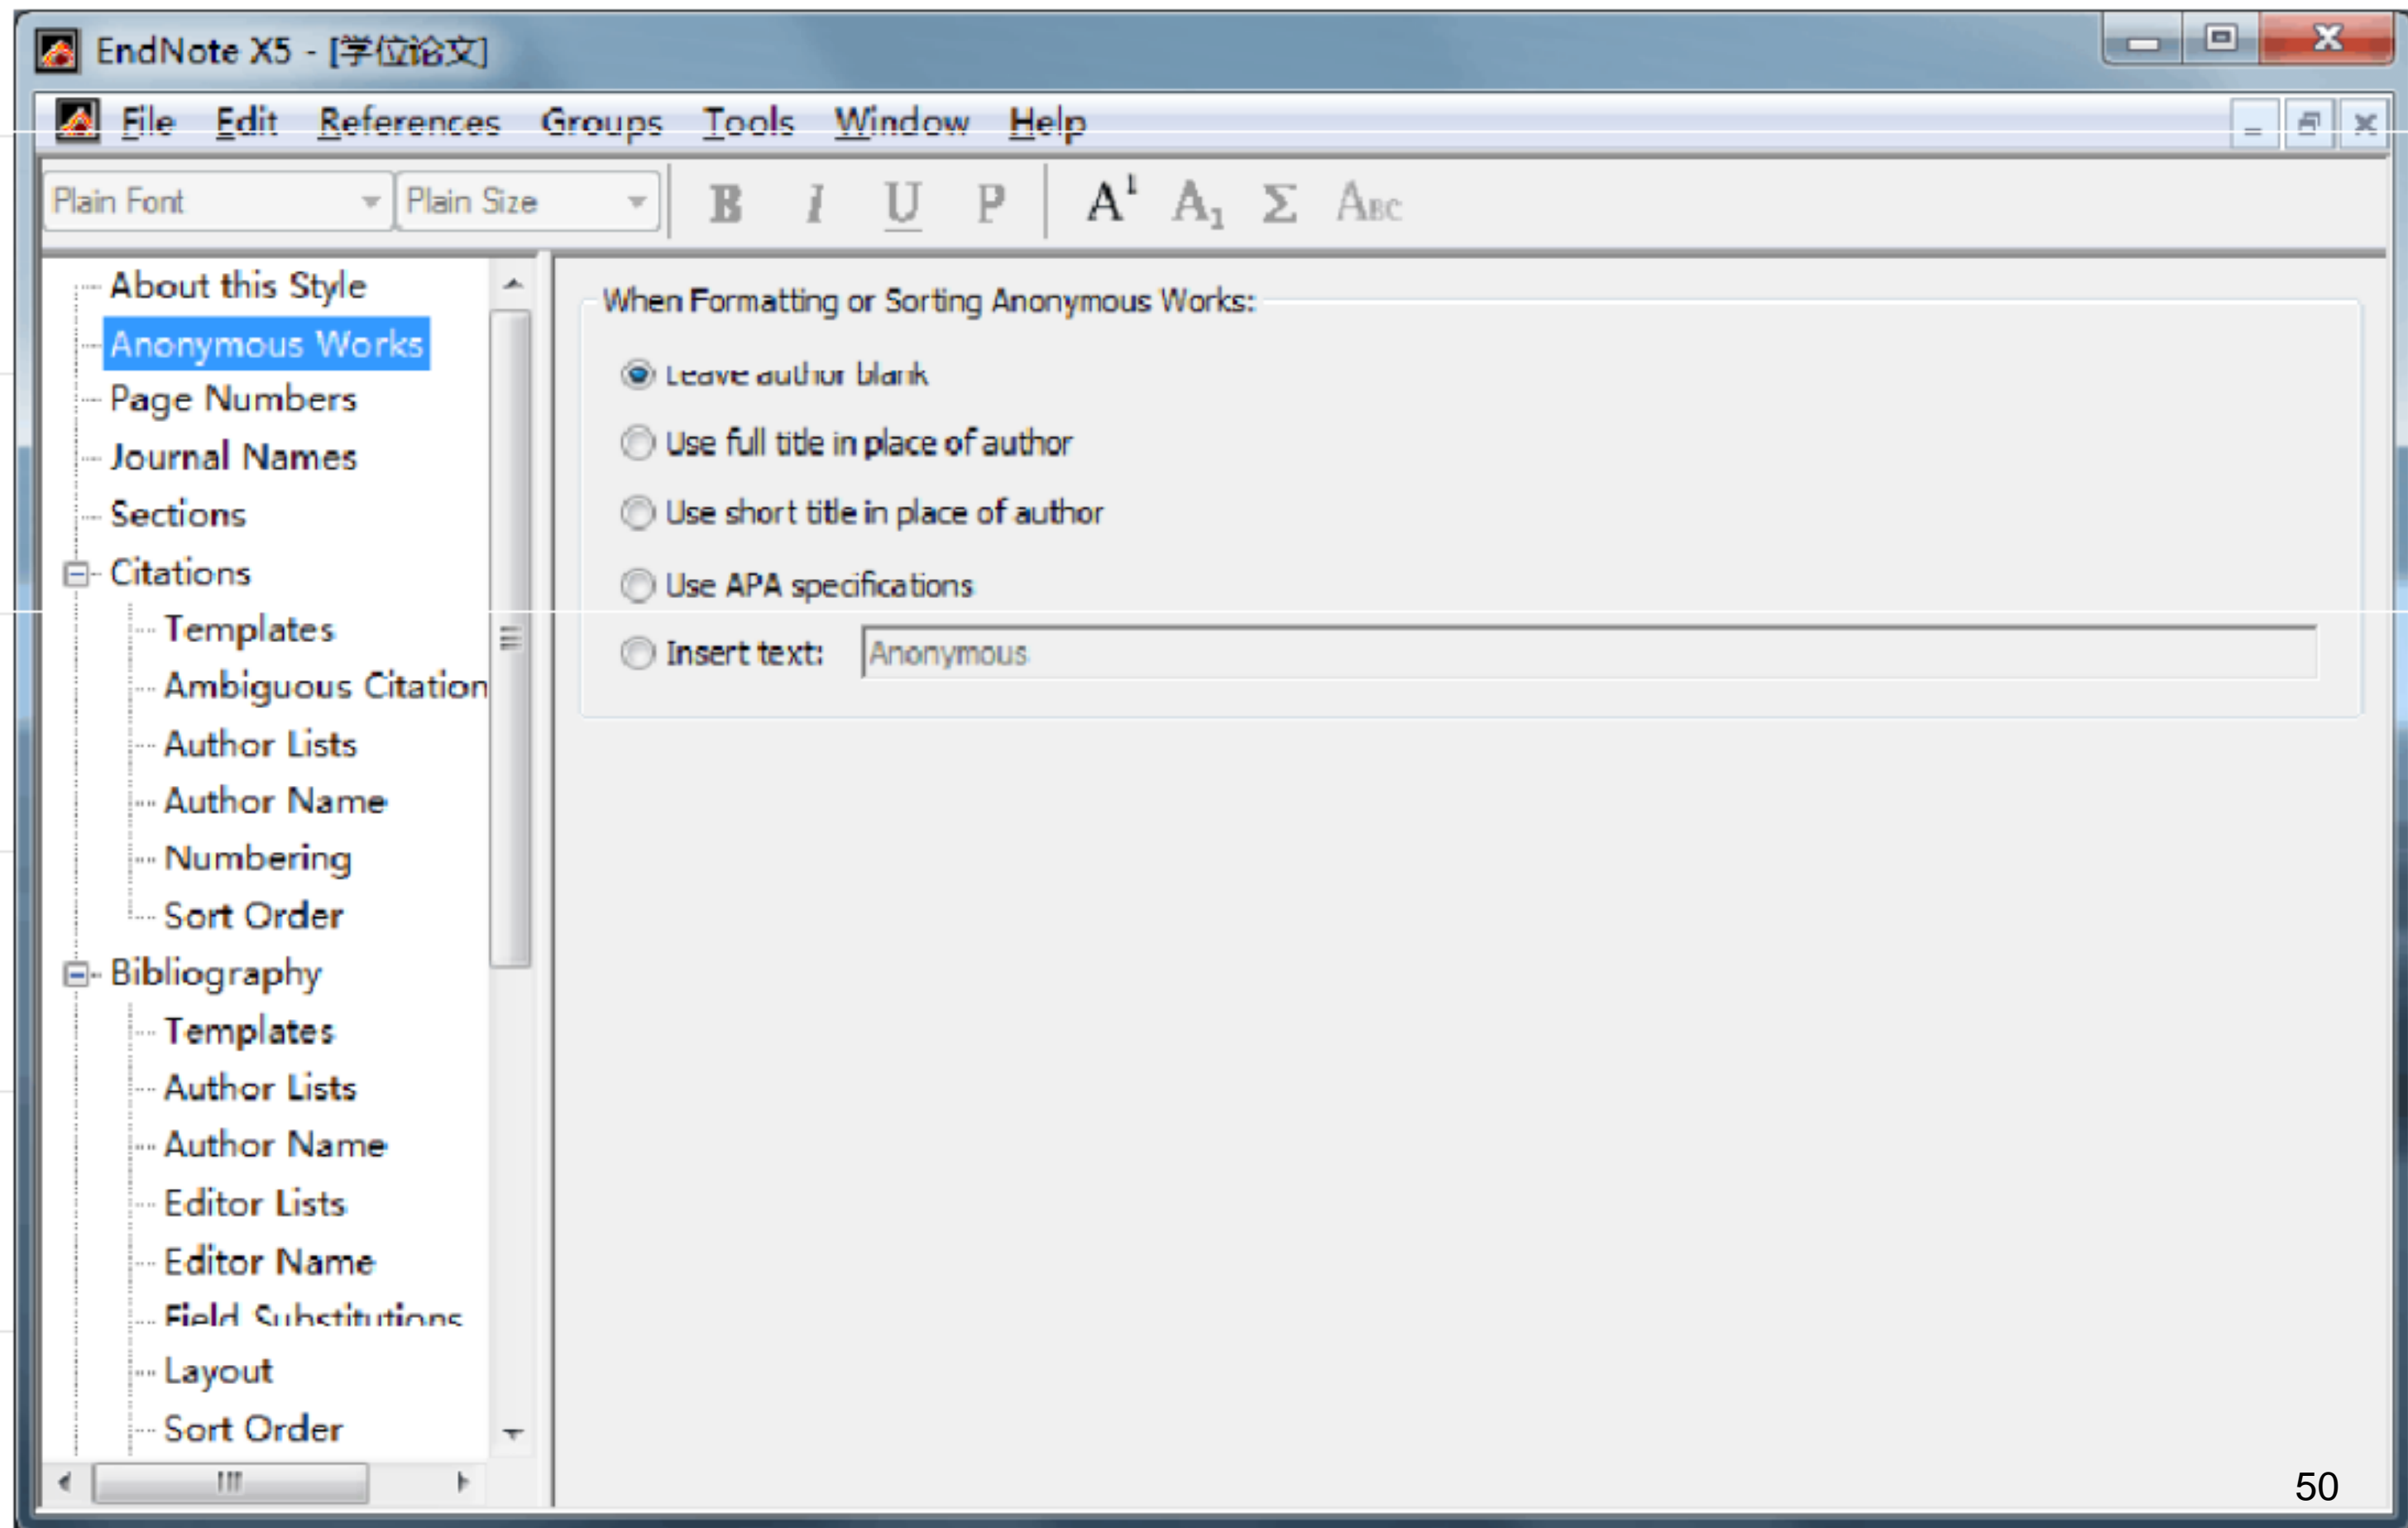 EndNote X5 - [学位论文]
File Edit References Groups Tools Window Help
Plain Font Plain Size B I U P A¹ A₁ Σ ABC
About this Style
Anonymous Works
Page Numbers
Journal Names
Sections
Citations
Templates
Ambiguous Citation
Author Lists
Author Name
Numbering
Sort Order
Bibliography
Templates
Author Lists
Author Name
Editor Lists
Editor Name
Field Substitutions
Layout
Sort Order
When Formatting or Sorting Anonymous Works:
Leave author blank
Use full title in place of author
Use short title in place of author
Use APA specifications
Insert text: Anonymous
50